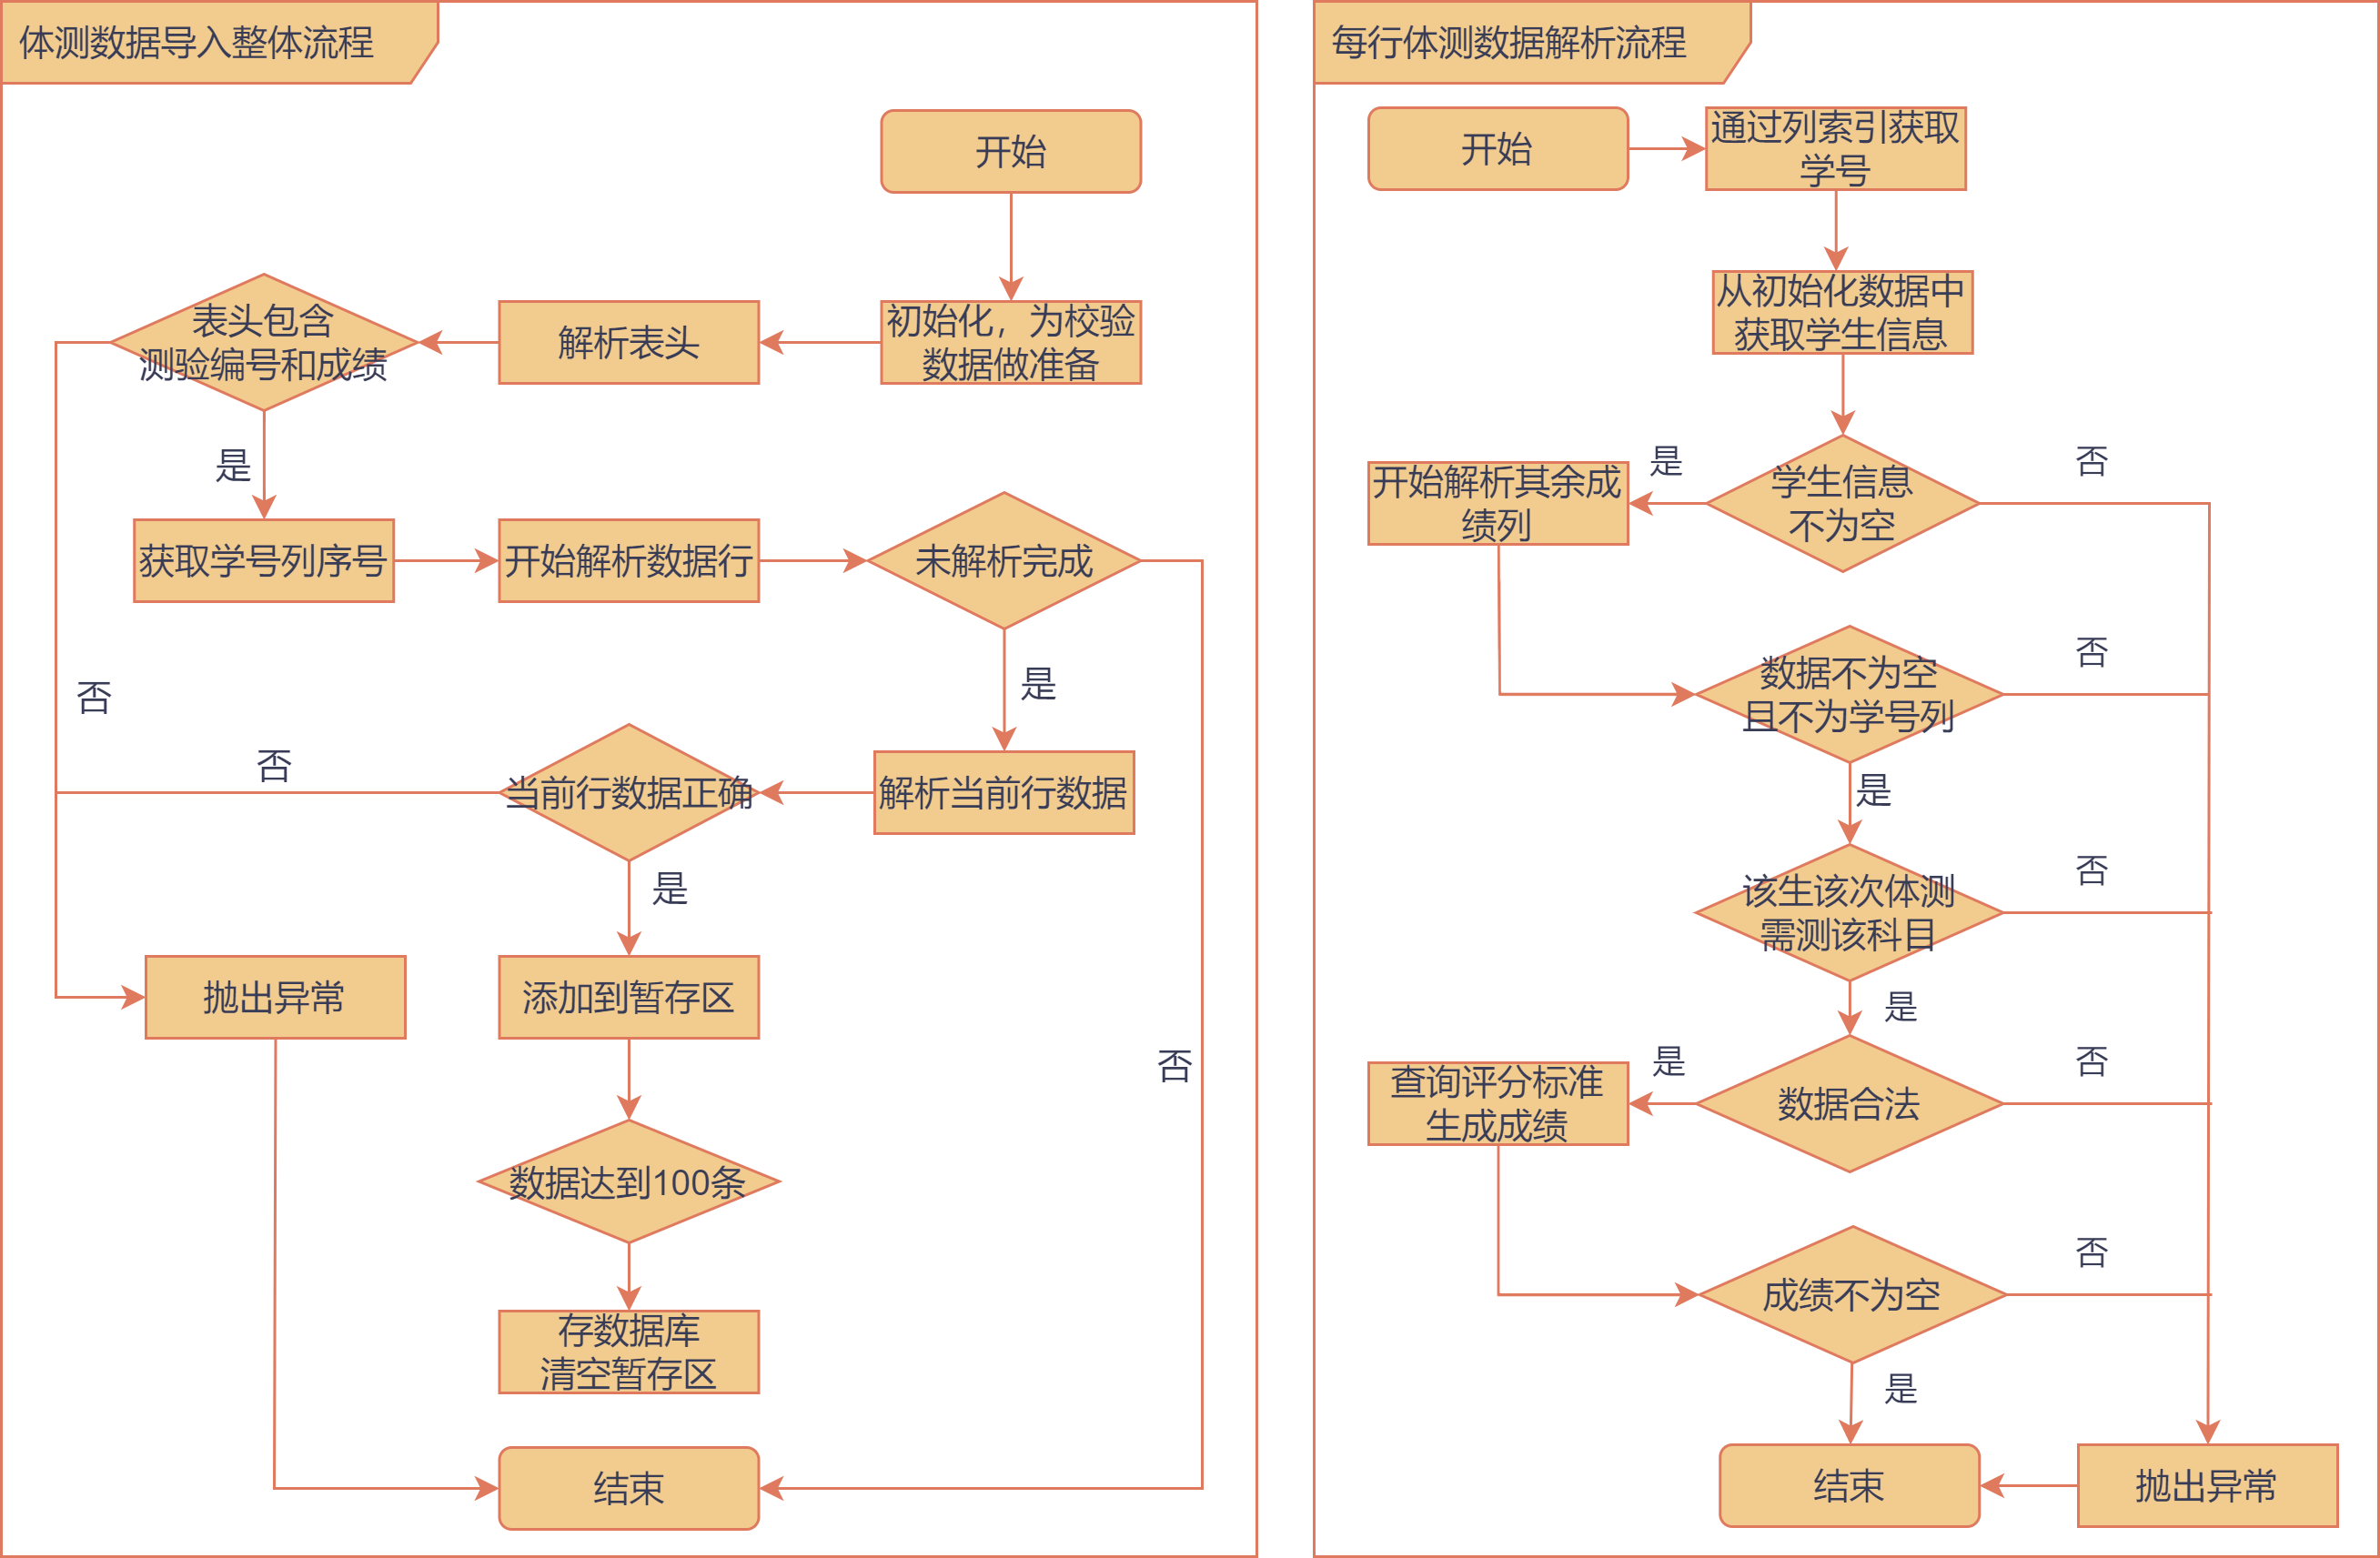 体测数据导入整体流程
开始
初始化，为校验
数据做准备
解析表头
表头包含
测验编号和成绩
是
否
获取学号列序号
开始解析数据行
未解析完成
是
否
解析当前行数据
当前行数据正确
否
是
抛出异常
添加到暂存区
数据达到100条
存数据库
清空暂存区
结束
每行体测数据解析流程
开始
通过列索引获取
学号
从初始化数据中
获取学生信息
学生信息
不为空
是
否
开始解析其余成
绩列
数据不为空
且不为学号列
否
是
该生该次体测
需测该科目
否
是
数据合法
是
否
查询评分标准
生成成绩
成绩不为空
否
是
结束
抛出异常